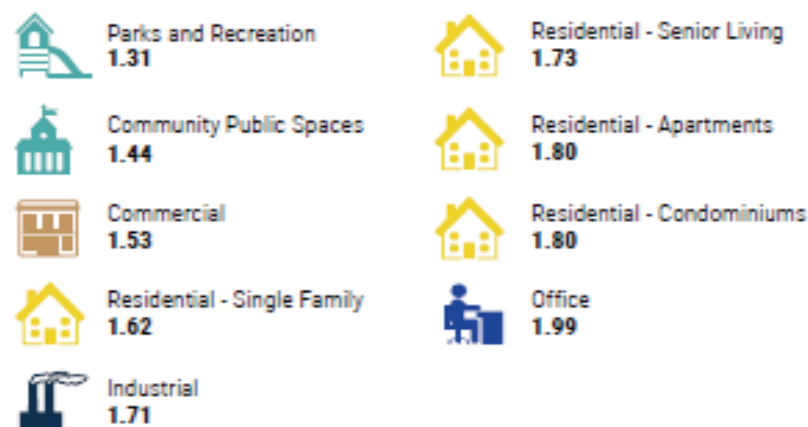 Parks and Recreation
1.31
Community Public Spaces
1.44
Commercial
1.53
Residential - Single Family
1.62
Industrial
1.71
Residential - Senior Living
1.73
Residential - Apartments
1.80
Residential - Condominiums
1.80
Office
1.99